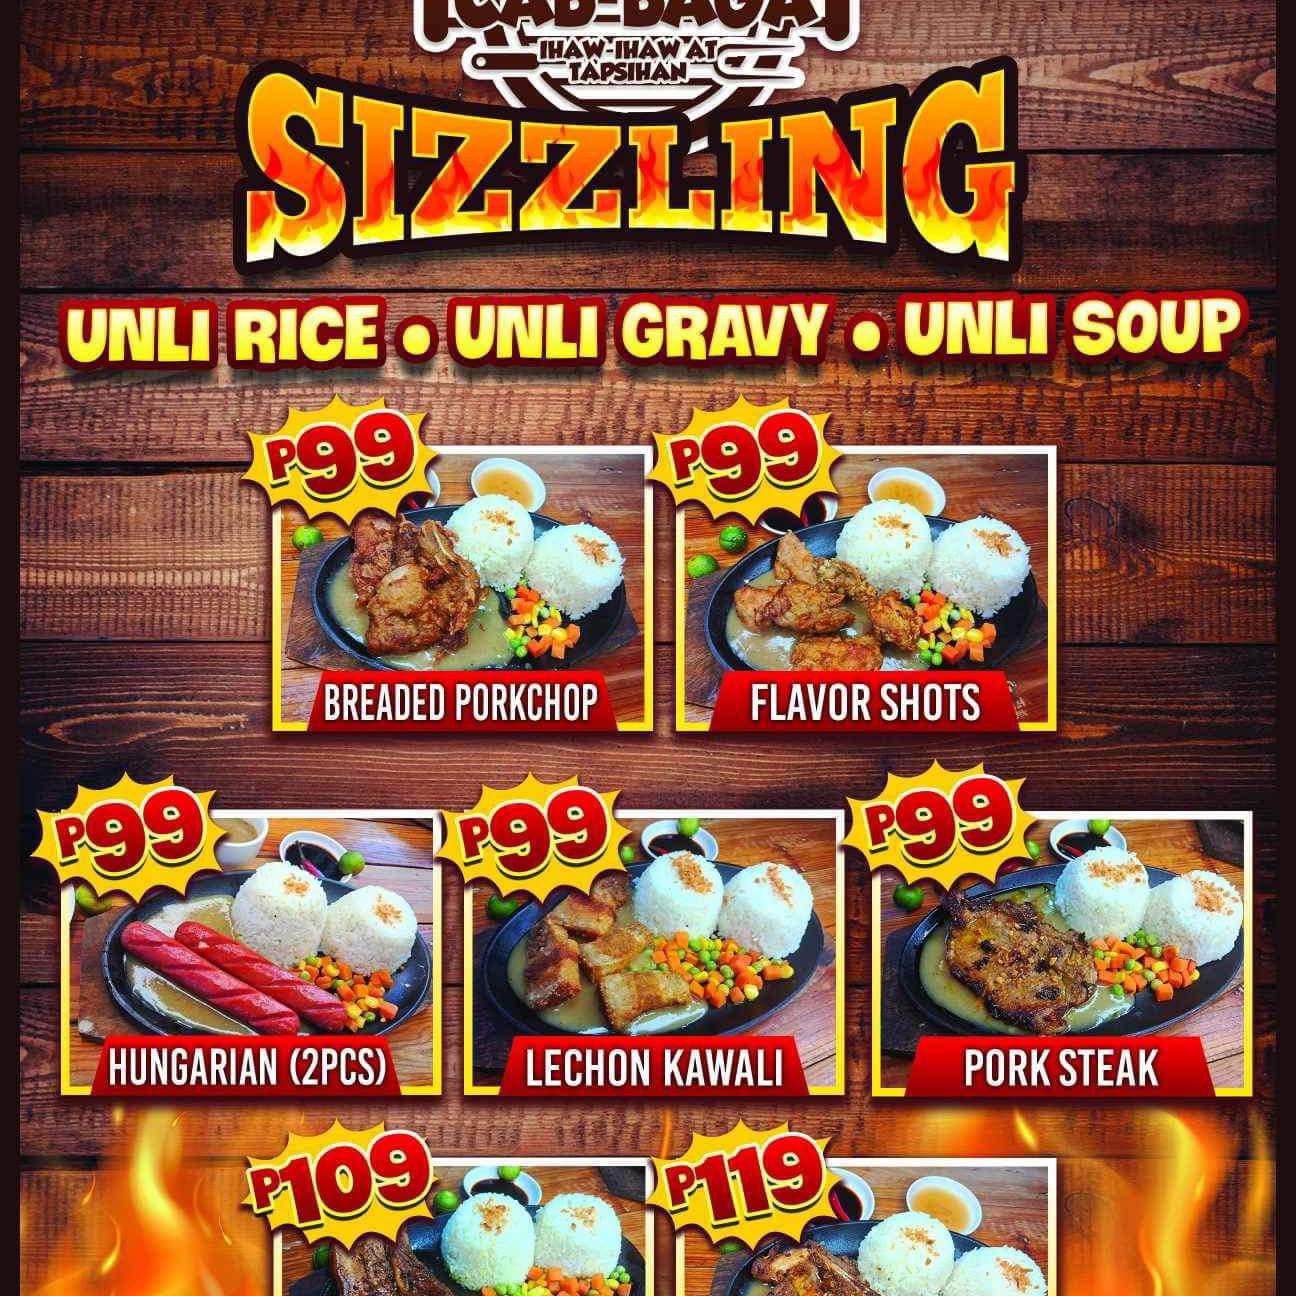 IHAW-IHAW AT
TAPSIHAN
SIZZLING
UNLI RICE • UNLI GRAVY • UNLI SOUP
P99
P99
BREADED PORKCHOP
FLAVOR SHOTS
P99
P99
P99
HUNGARIAN (2PCS)
LECHON KAWALI
PORK STEAK
P109
P119